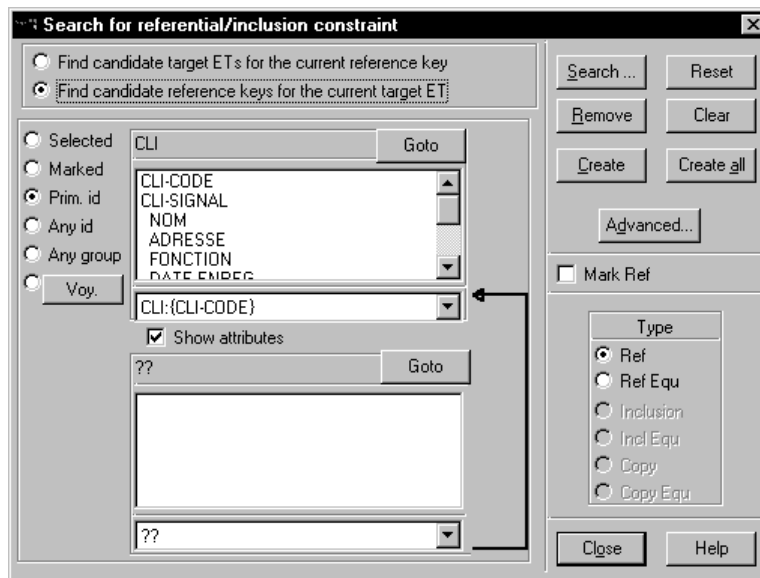 Search for referential/inclusion constraint
Find candidate target ETs for the current reference key
Find candidate reference keys for the current target ET
Search ...
Reset
Remove
Clear
Create
Create all
Advanced...
Selected
Marked
Prim. id
Any id
Any group
Voy.
CLI
Goto
CLI-CODE
CLI-SIGNAL
NOM
ADRESSE
FONCTION
DATE ENREG
CLI:{CLI-CODE}
Show attributes
??
Goto
??
Mark Ref
Type
Ref
Ref Equ
Inclusion
Incl Equ
Copy
Copy Equ
Close
Help